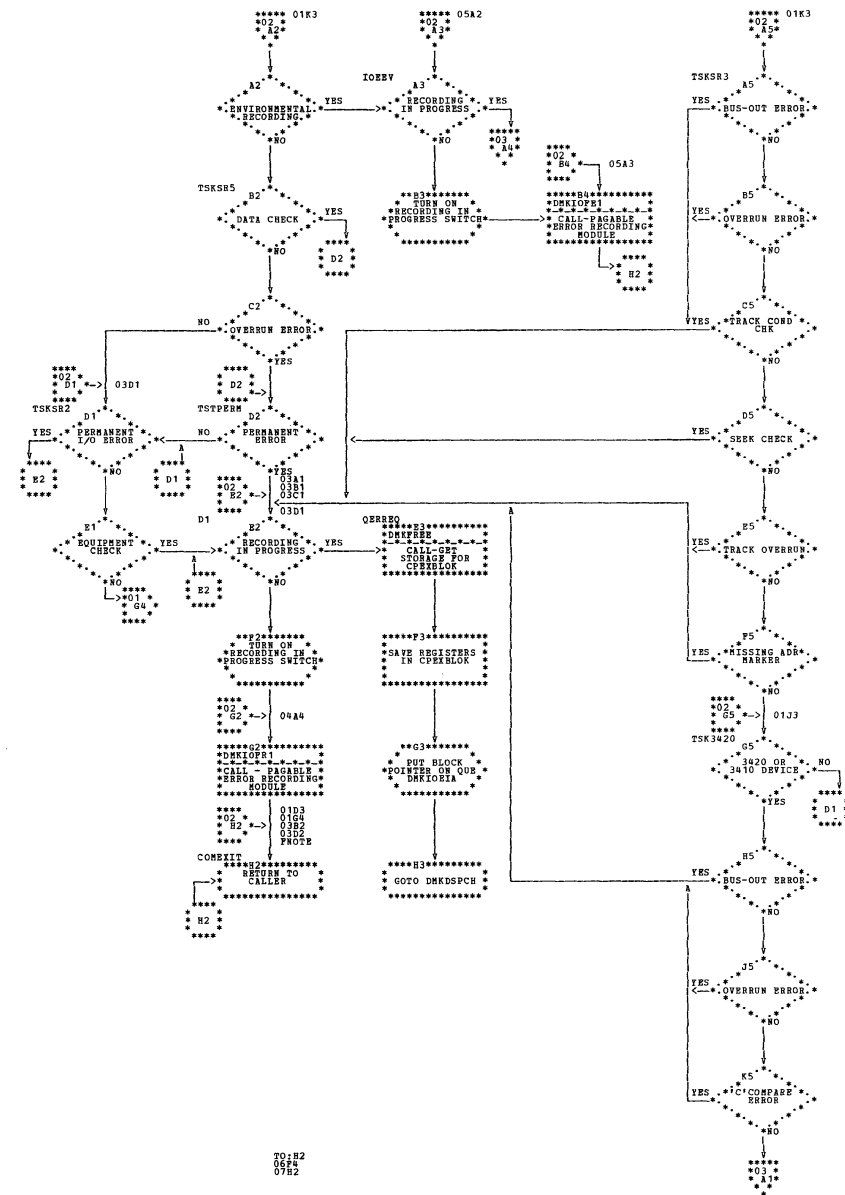 01K3
02
A2
05A2
02
A3
01K3
02
A5
A2
ENVIRONMENTAL
RECORDING
YES
NO
IOEEV
A3
RECORDING
IN PROGRESS
YES
NO
03
A4
TSKSR3
A5
BUS-OUT ERROR
YES
NO
02
B4
05A3
TSKSR5
B2
DATA CHECK
YES
NO
D2
B3
TURN ON
RECORDING IN
PROGRESS SWITCH
B4
CALL-PAGABLE
ERROR RECORDING
MODULE
H2
B5
OVERRUN ERROR
YES
NO
C2
OVERRUN ERROR
NO
YES
C5
TRACK COND
CHK
YES
NO
02
D1
03D1
D2
TSKSR2
D1
PERMANENT
I/O ERROR
YES
NO
E2
D1
TSTPERM
D2
PERMANENT
ERROR
NO
YES
D5
SEEK CHECK
YES
NO
02
E2
03A1
03B1
03C1
03D1
E1
EQUIPMENT
CHECK
YES
NO
01
G4
E2
D1
E2
RECORDING
IN PROGRESS
YES
NO
QERREQ
E3
DMKFREE
CALL-GET
STORAGE FOR
CPEXBLOK
E5
TRACK OVERRUN
YES
NO
F2
TURN ON
RECORDING IN
PROGRESS SWITCH
F3
SAVE REGISTERS
IN CPEXBLOK
F5
MISSING ADR
MARKER
YES
NO
02
G2
04A4
02
G5
01J3
G2
CALL - PAGABLE
ERROR RECORDING
MODULE
G3
PUT BLOCK
POINTER ON QUE
DMKIOEIA
TSK3420
G5
3420 OR
3410 DEVICE
NO
YES
D1
02
H2
01D3
01G4
03B2
03D2
FNOTE
COMEXIT
H2
RETURN TO
CALLER
H2
H3
GOTO DMKDSPCH
H5
BUS-OUT ERROR
YES
NO
J5
OVERRUN ERROR
YES
NO
K5
'C'COMPARE
ERROR
YES
NO
03
A1
TO:H2
06F4
07H2